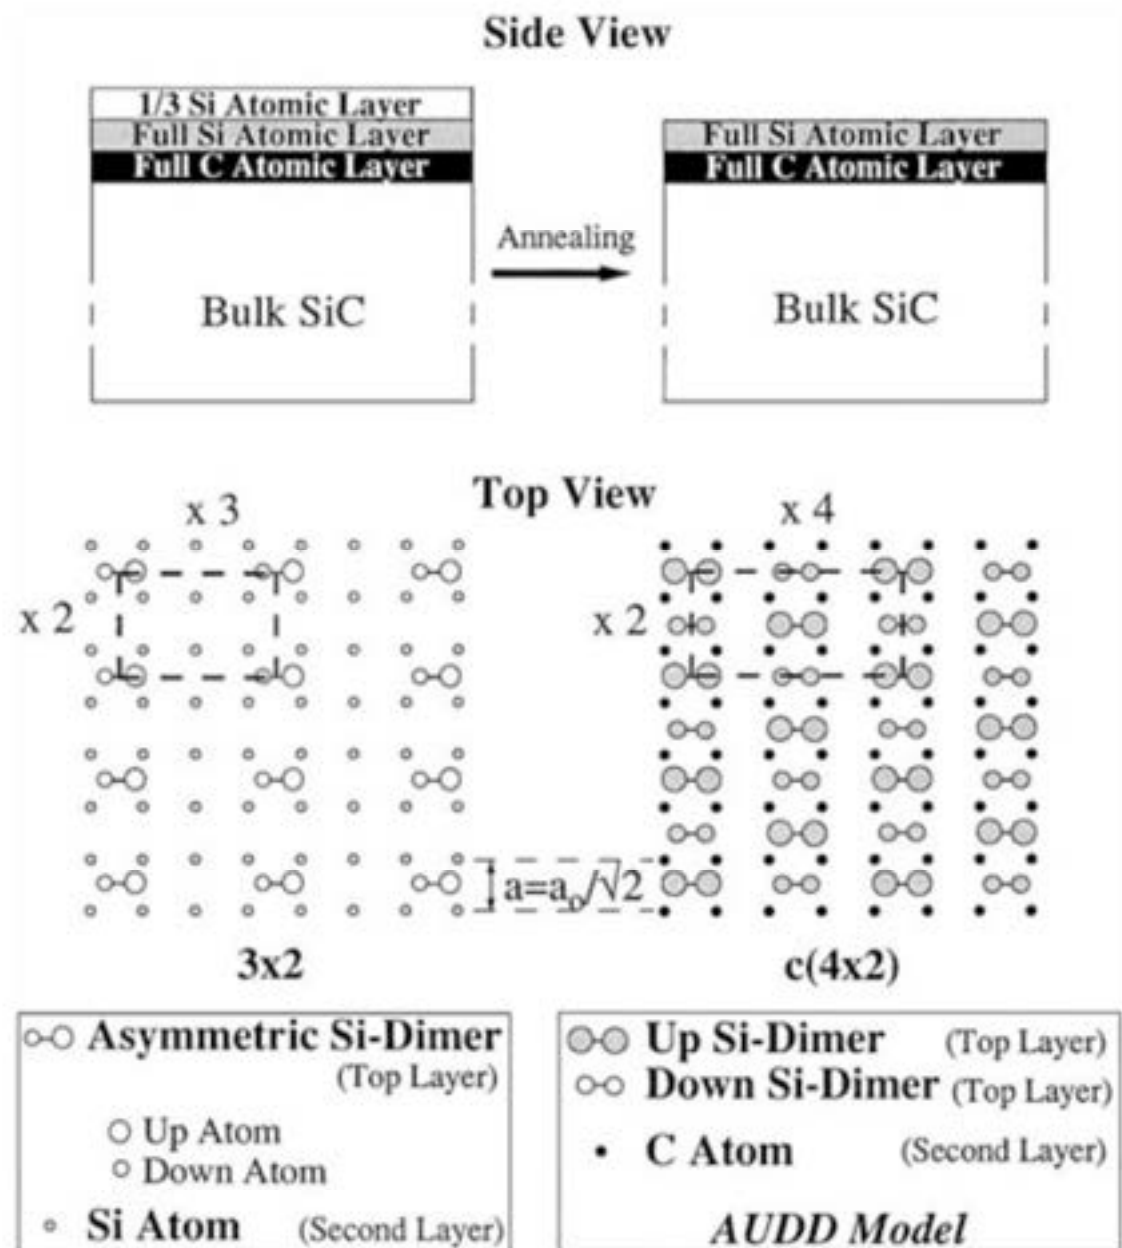 Side View
1/3 Si Atomic Layer
Full Si Atomic Layer
Full C Atomic Layer
Bulk SiC
Annealing
Full Si Atomic Layer
Full C Atomic Layer
Bulk SiC
Top View
x 3
x 2
x 4
x 2
a=a₀/√2
3x2
c(4x2)
Asymmetric Si-Dimer
(Top Layer)
Up Atom
Down Atom
Si Atom (Second Layer)
Up Si-Dimer (Top Layer)
Down Si-Dimer (Top Layer)
C Atom (Second Layer)
AUDD Model